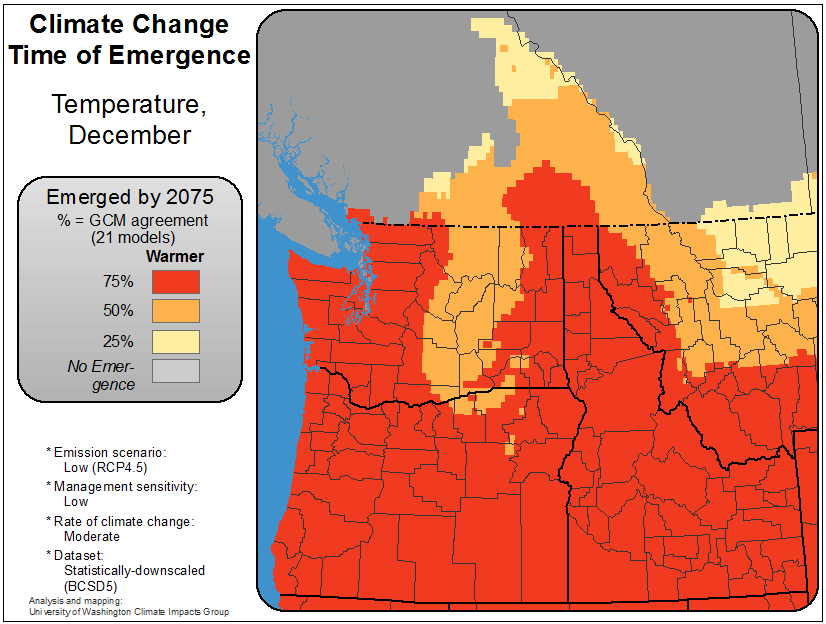 Climate Change
Time of Emergence
Temperature,
December
Emerged by 2075
% = GCM agreement
(21 models)
Warmer
75%
50%
25%
No Emer-
gence
* Emission scenario:
Low (RCP4.5)
* Management sensitivity:
Low
* Rate of climate change:
Moderate
* Dataset:
Statistically-downscaled
(BCSD5)
Analysis and mapping:
University of Washington Climate Impacts Group